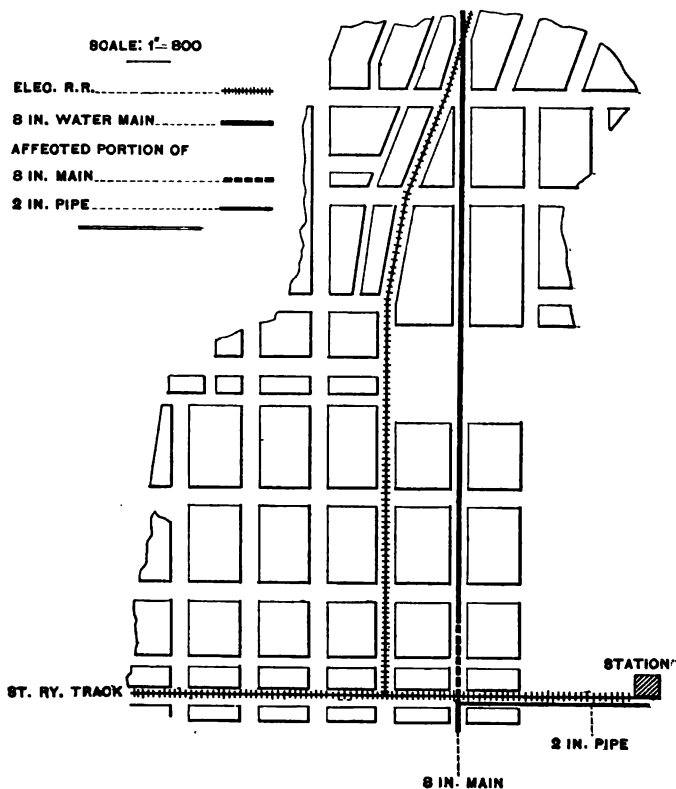 SCALE: 1"= 800
ELEC. R.R.
8 IN. WATER MAIN
AFFECTED PORTION OF
8 IN. MAIN
2 IN. PIPE
STATION
ST. RY. TRACK
2 IN. PIPE
8 IN. MAIN